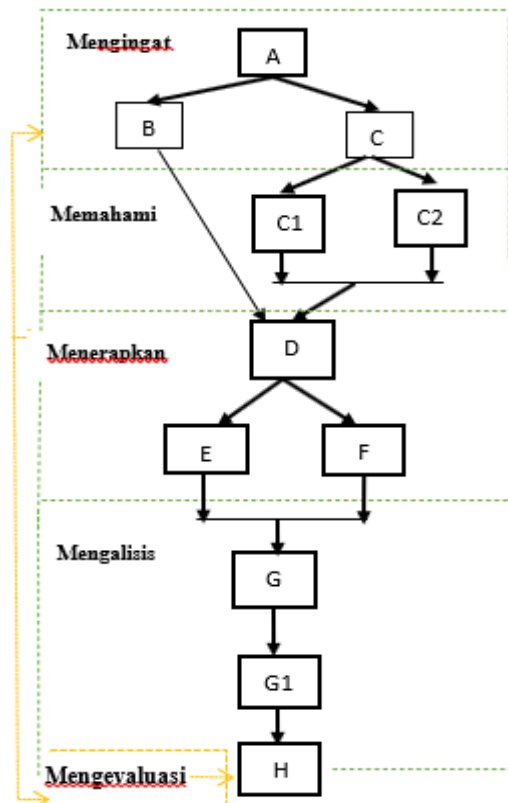 Mengingat
A
B
C
Memahami
C1
C2
Menerapkan
D
E
F
Mengalisis
G
G1
Mengevaluasi
H